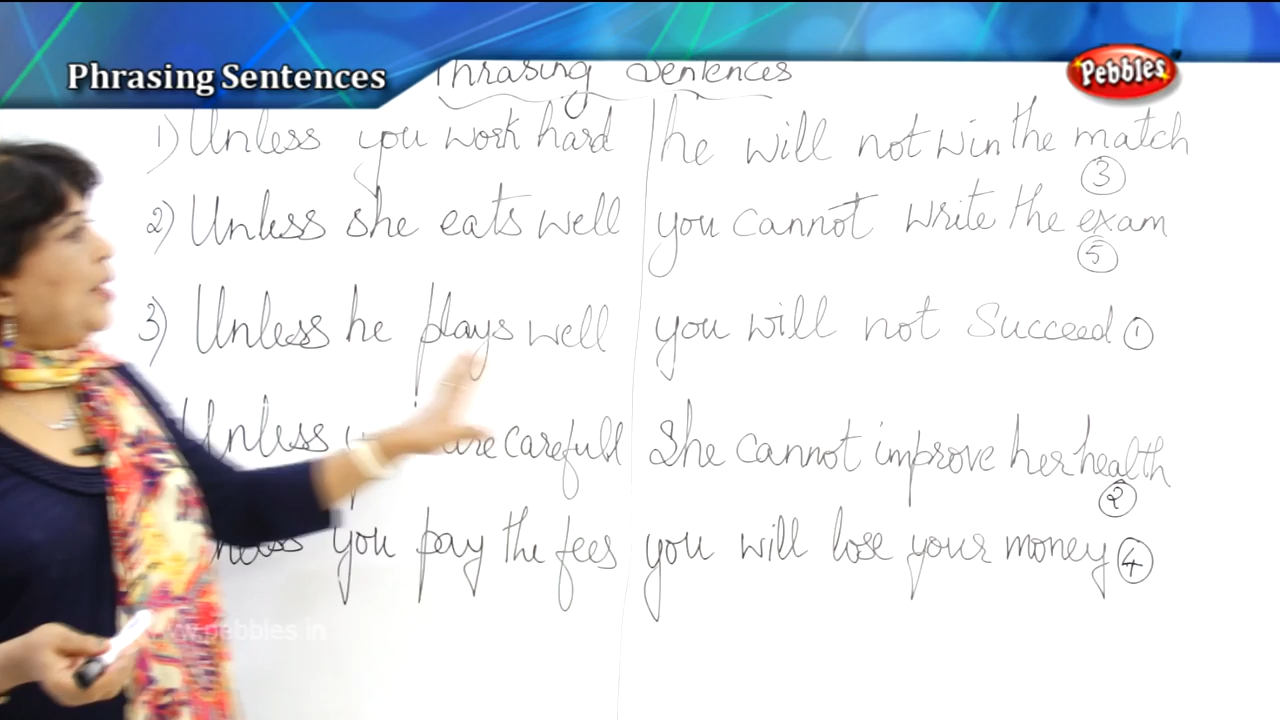 Phrasing Sentences
Phrasing Sentences
Pebbles
1) Unless you work hard he will not win the match ③
2) Unless she eats well you cannot write the exam ⑤
3) Unless he plays well you will not Succeed ①
Unless are carefull She cannot improve her health ②
you pay the fees you will lose your money ④
www.pebbles.in